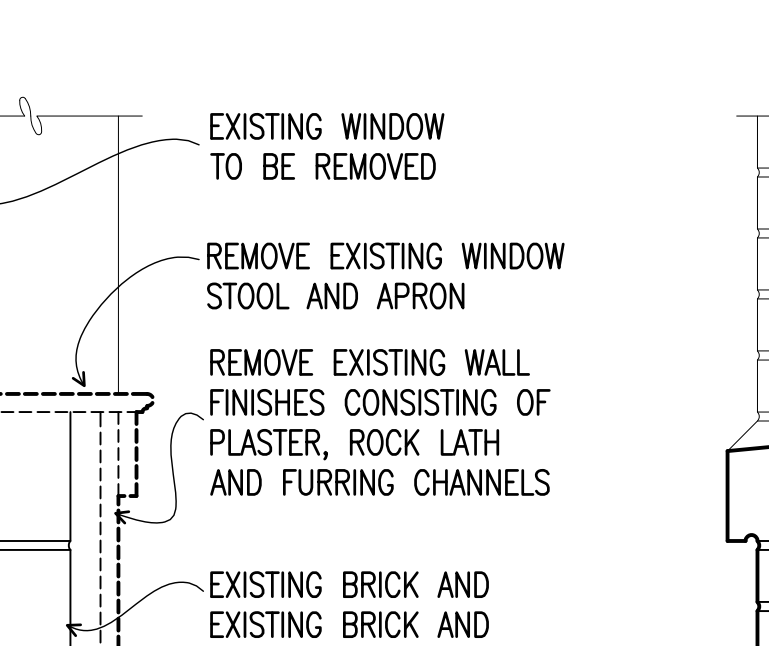 EXISTING WINDOW
TO BE REMOVED
REMOVE EXISTING WINDOW
STOOL AND APRON
REMOVE EXISTING WALL
FINISHES CONSISTING OF
PLASTER, ROCK LATH
AND FURRING CHANNELS
EXISTING BRICK AND
EXISTING BRICK AND